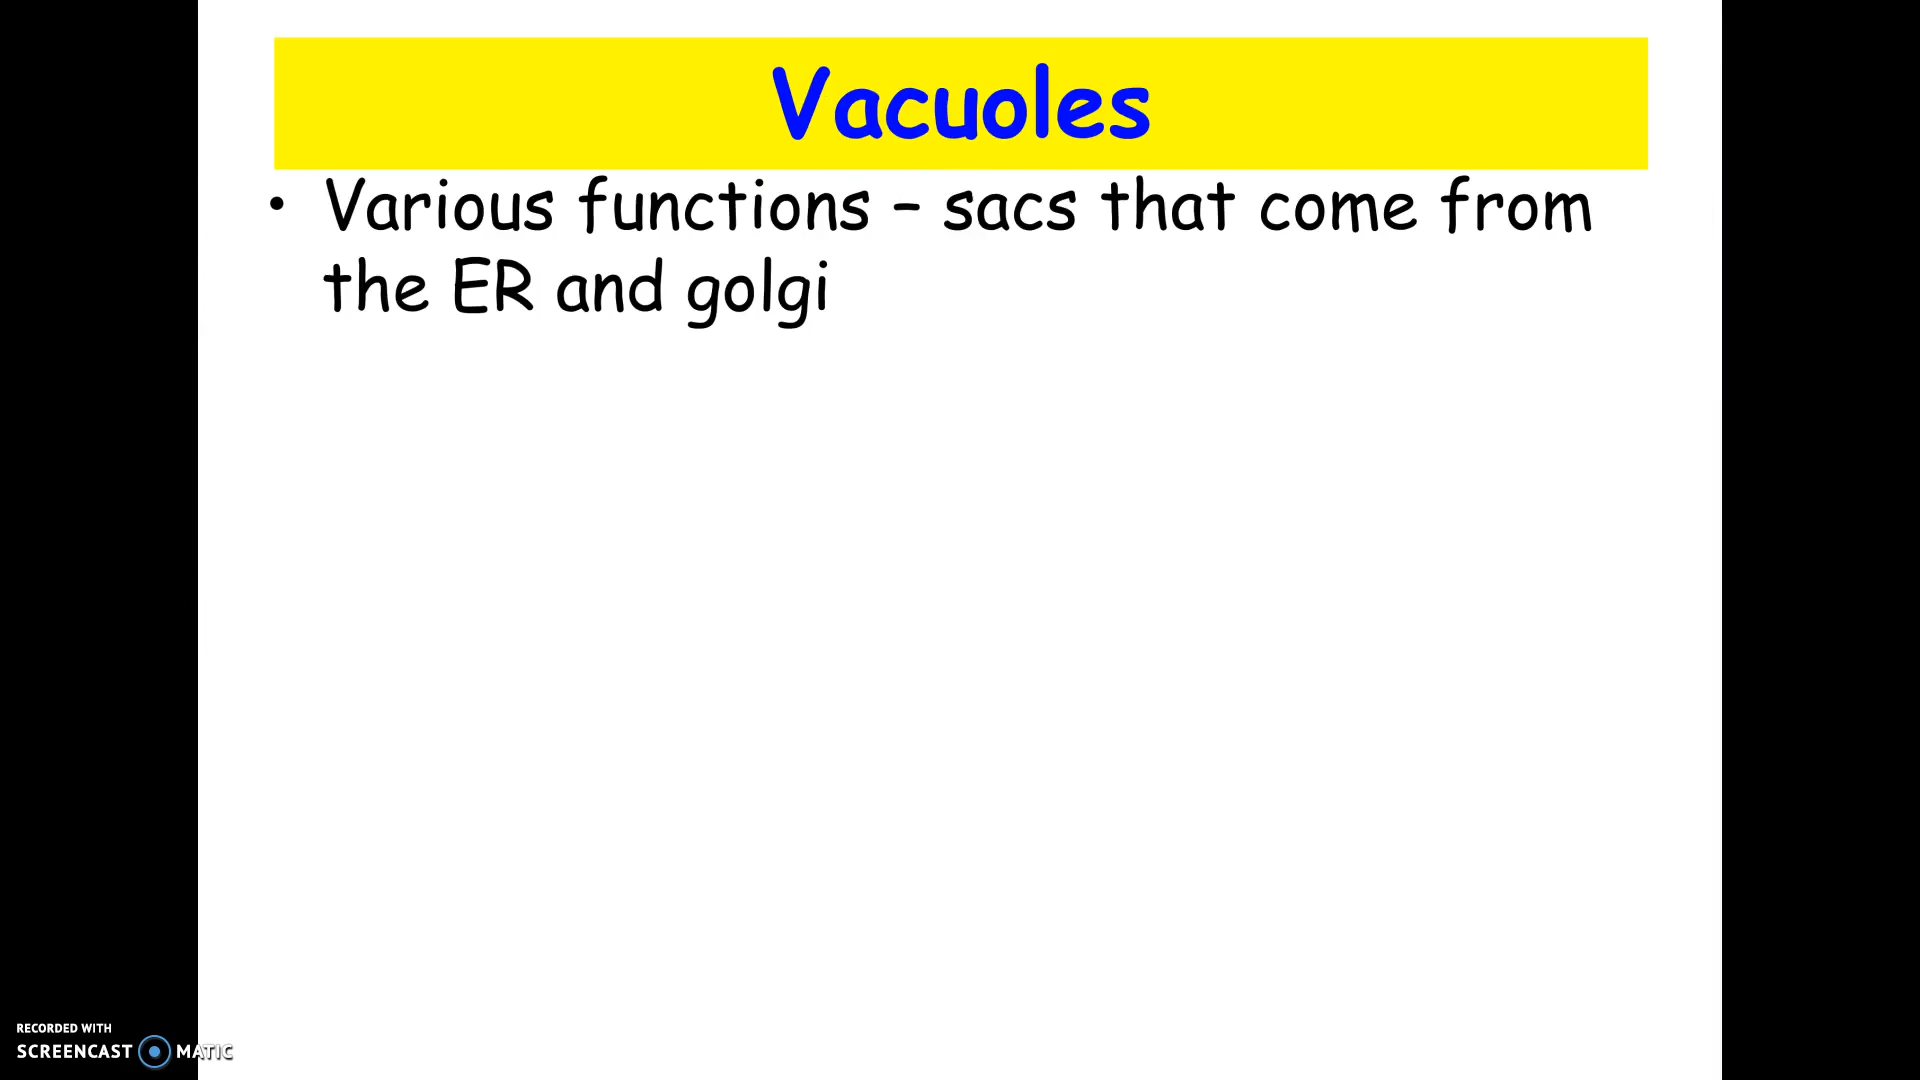 Vacuoles
• Various functions – sacs that come from
the ER and golgi
RECORDED WITH
SCREENCAST MATIC